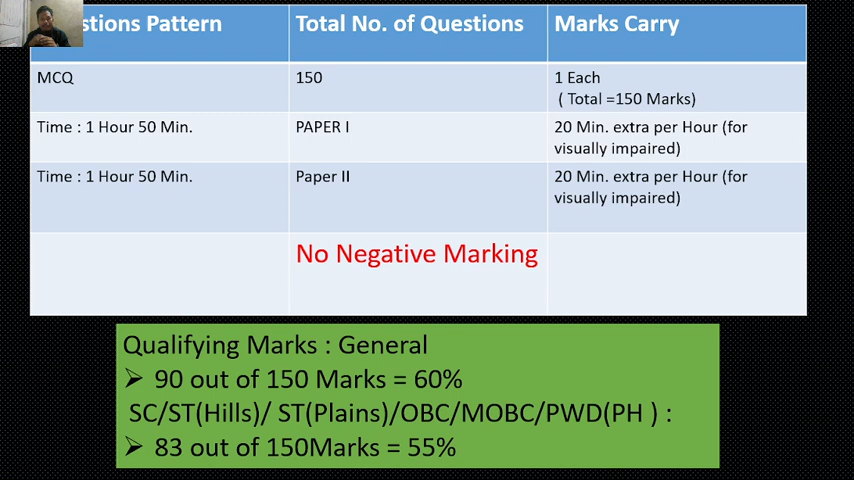 stions Pattern Total No. of Questions Marks Carry
MCQ 150 1 Each
( Total =150 Marks)
Time : 1 Hour 50 Min. PAPER I 20 Min. extra per Hour (for
visually impaired)
Time : 1 Hour 50 Min. Paper II 20 Min. extra per Hour (for
visually impaired)
No Negative Marking
Qualifying Marks : General
➢ 90 out of 150 Marks = 60%
SC/ST(Hills)/ ST(Plains)/OBC/MOBC/PWD(PH ) :
➢ 83 out of 150Marks = 55%